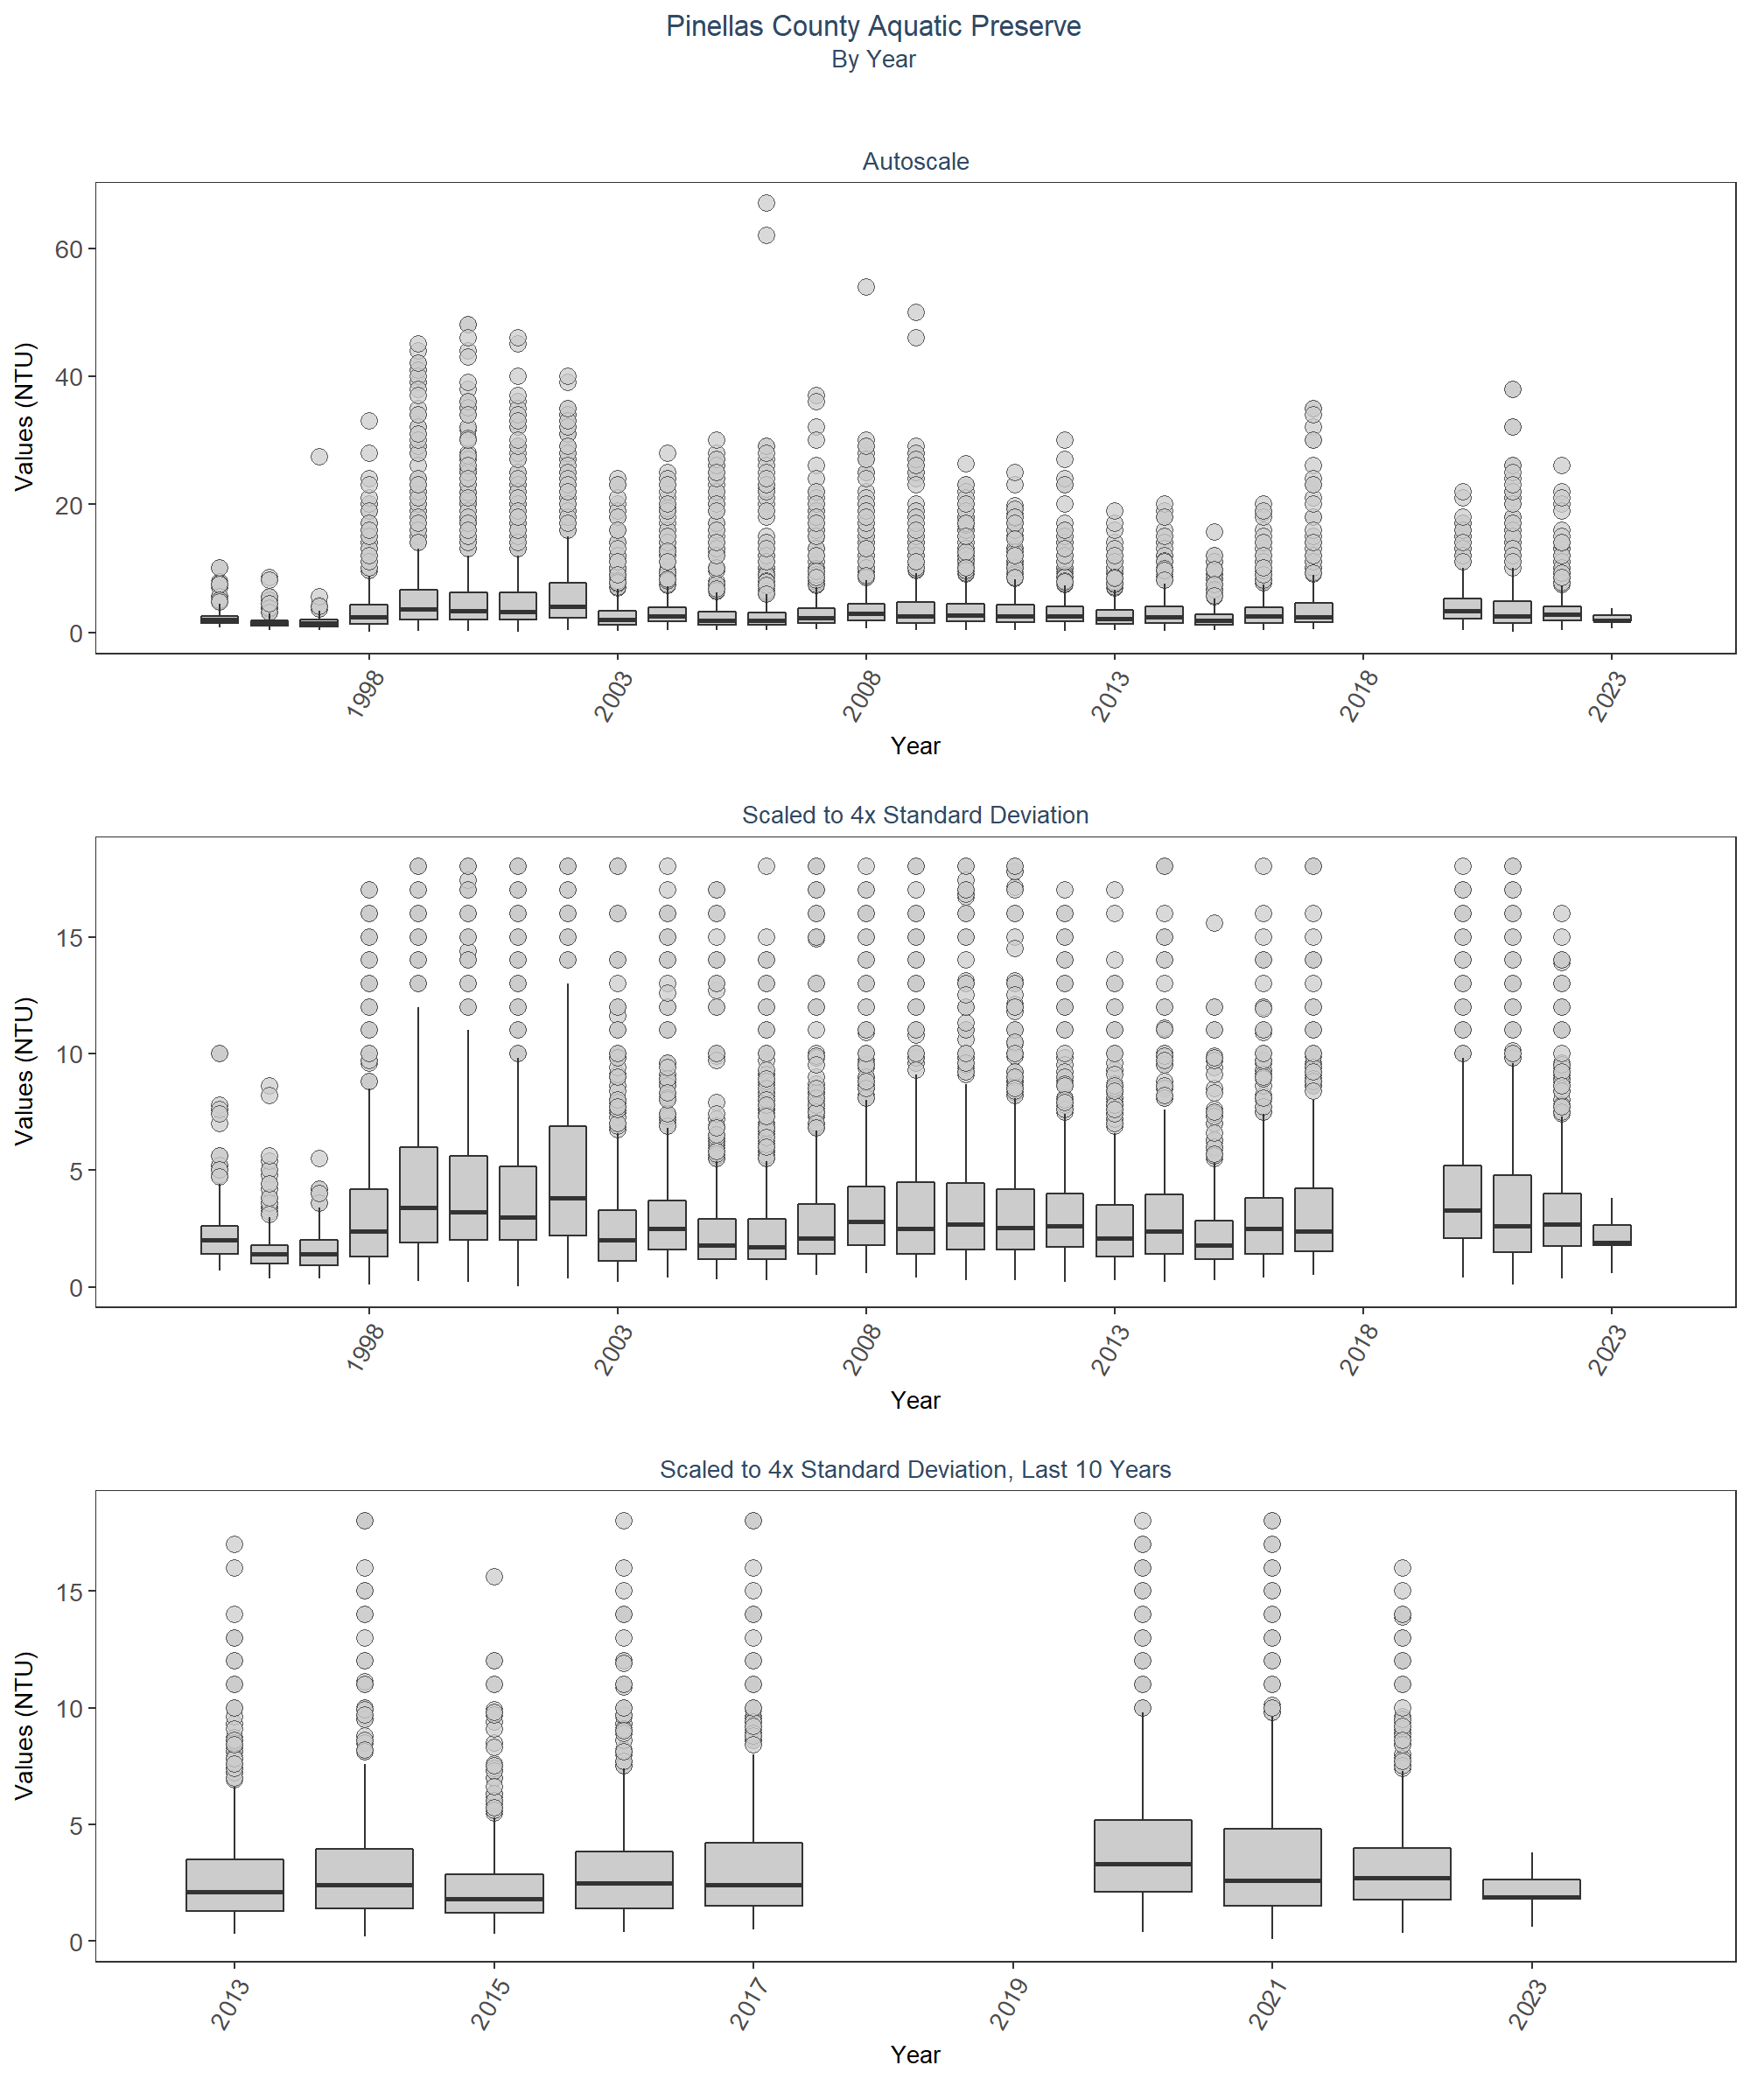 Pinellas County Aquatic Preserve
By Year
Autoscale
Values (NTU)
60
40
20
0
1998
2003
2008
2013
2018
2023
Year
Scaled to 4x Standard Deviation
Values (NTU)
15
10
5
0
1998
2003
2008
2013
2018
2023
Year
Scaled to 4x Standard Deviation, Last 10 Years
Values (NTU)
15
10
5
0
2013
2015
2017
2019
2021
2023
Year